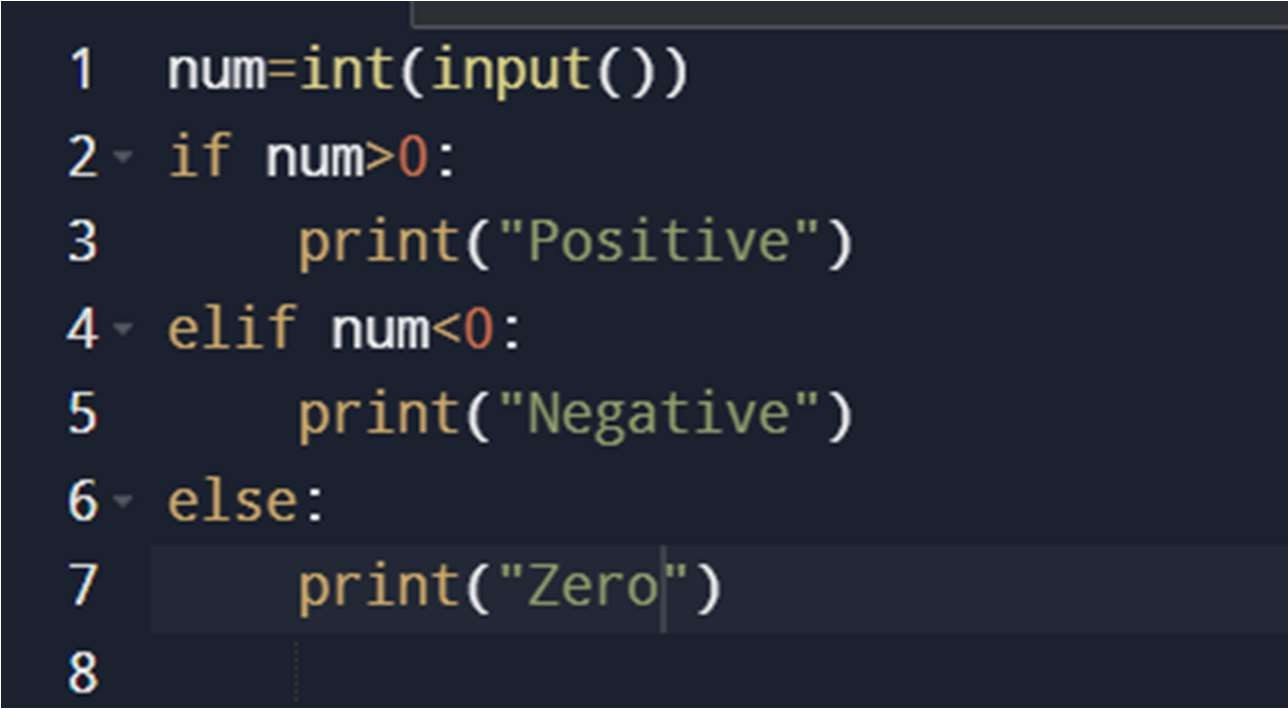 1 num=int(input())
2 if num>0:
3     print("Positive")
4 elif num<0:
5     print("Negative")
6 else:
7     print("Zero")
8